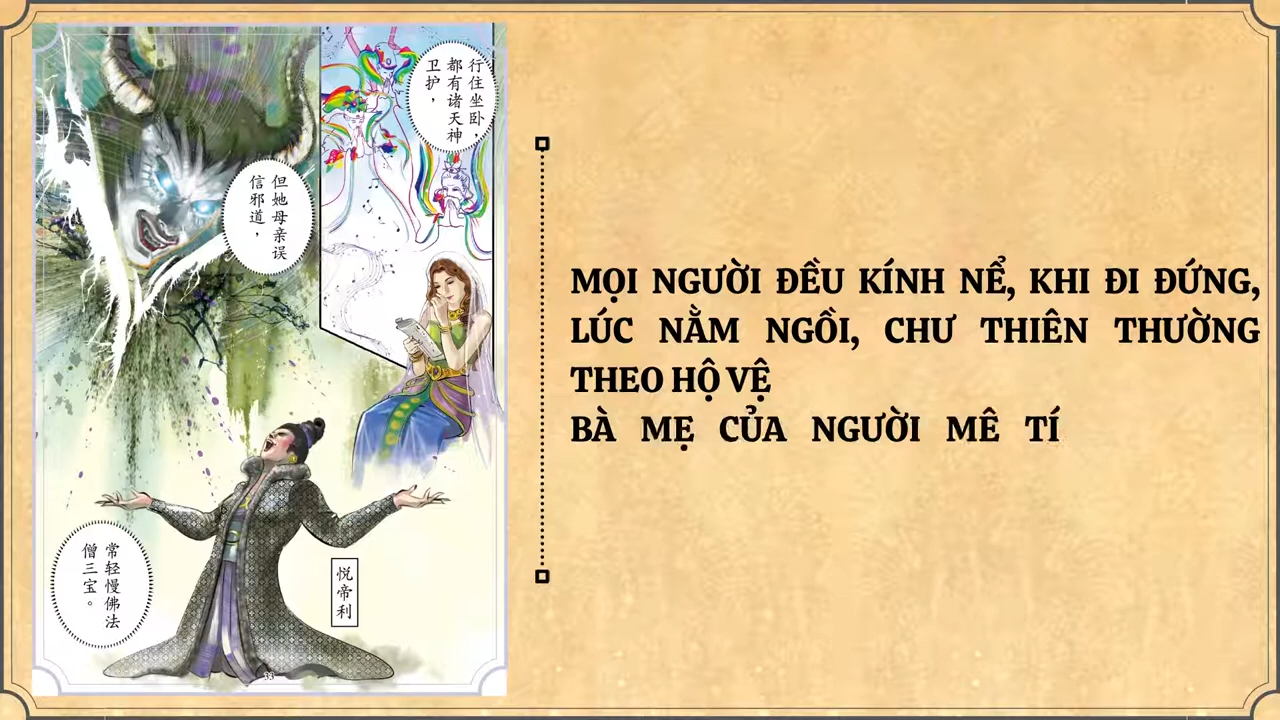 行住坐卧，
都有诸天神
卫护，
但她母亲误
信邪道，
常轻慢佛法
僧三宝。
悦帝利
33
MỌI NGƯỜI ĐỀU KÍNH NỂ, KHI ĐI ĐỨNG,
LÚC NẰM NGỒI, CHƯ THIÊN THƯỜNG
THEO HỘ VỆ
BÀ MẸ CỦA NGƯỜI MÊ TÍ